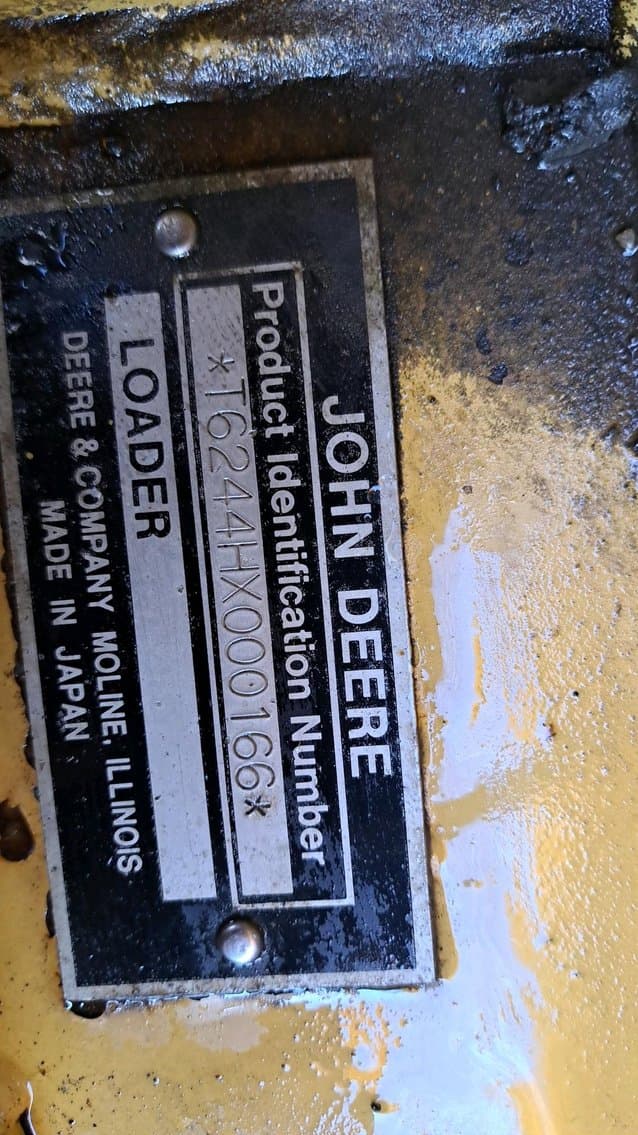 JOHN DEERE
Product Identification Number
*T6244HX000166*
LOADER
DEERE & COMPANY MOLINE, ILLINOIS
MADE IN JAPAN